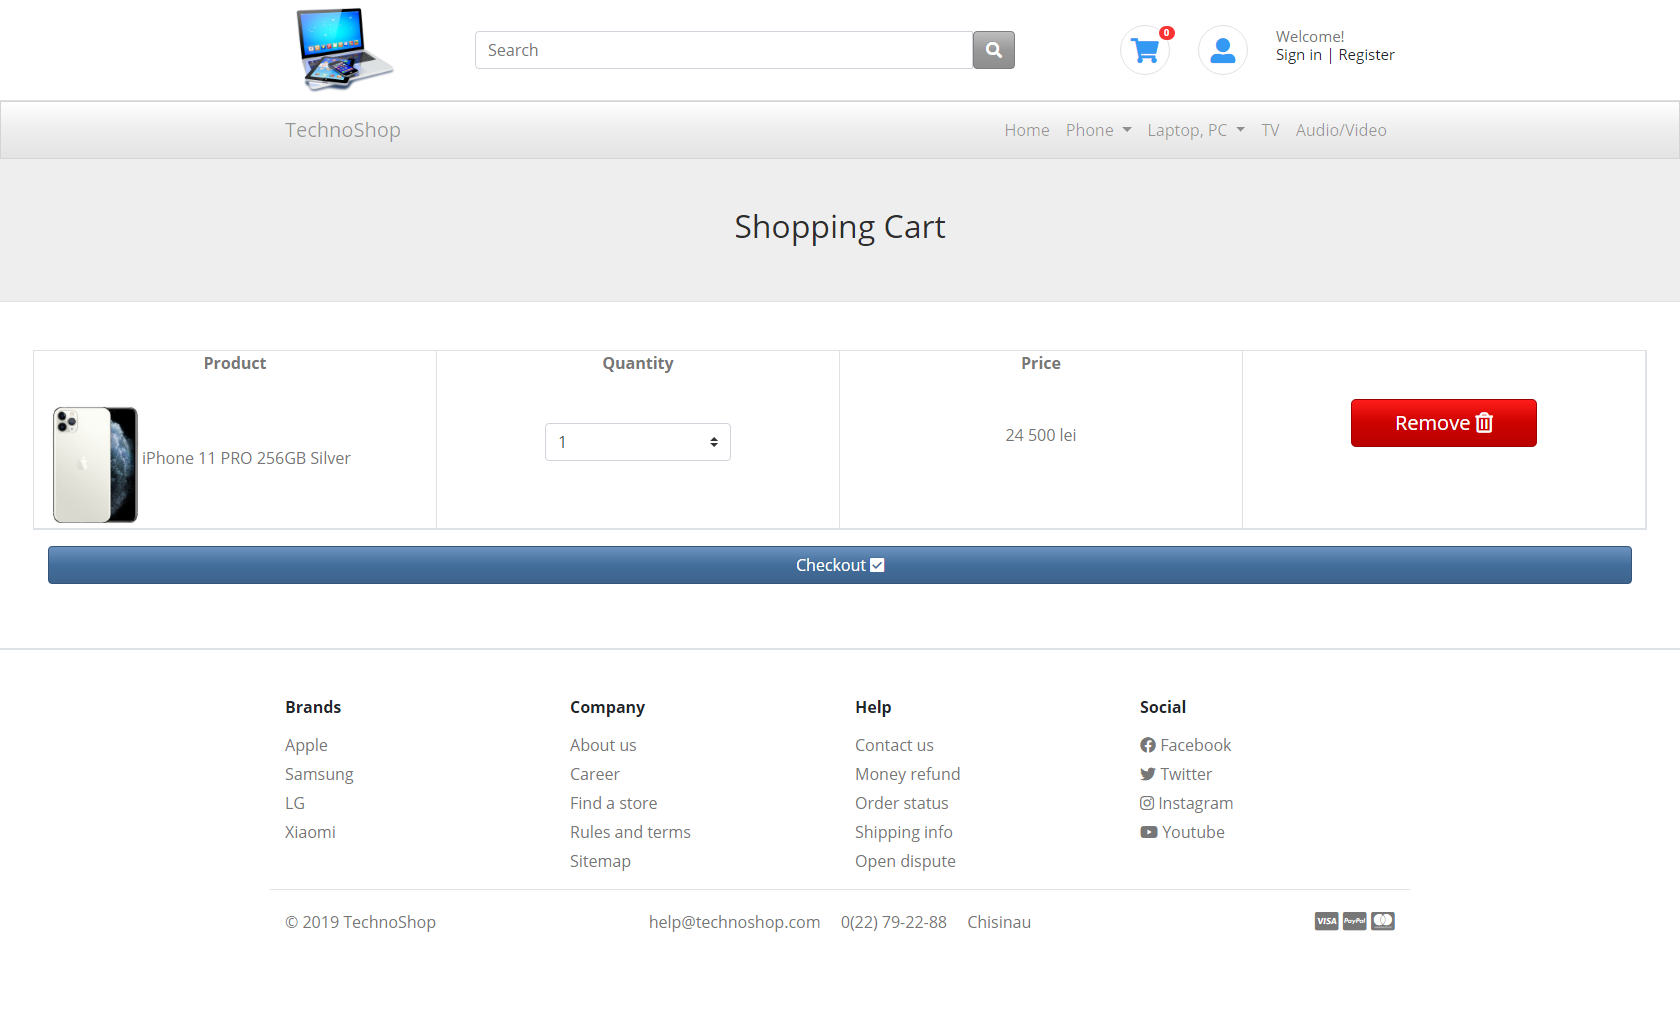 Search
0
Welcome!
Sign in | Register
TechnoShop
Home Phone Laptop, PC TV Audio/Video
Shopping Cart
Product Quantity Price
iPhone 11 PRO 256GB Silver
1
24 500 lei
Remove
Checkout
Brands
Apple
Samsung
LG
Xiaomi
Company
About us
Career
Find a store
Rules and terms
Sitemap
Help
Contact us
Money refund
Order status
Shipping info
Open dispute
Social
Facebook
Twitter
Instagram
Youtube
© 2019 TechnoShop
help@technoshop.com 0(22) 79-22-88 Chisinau
VISA PayPal